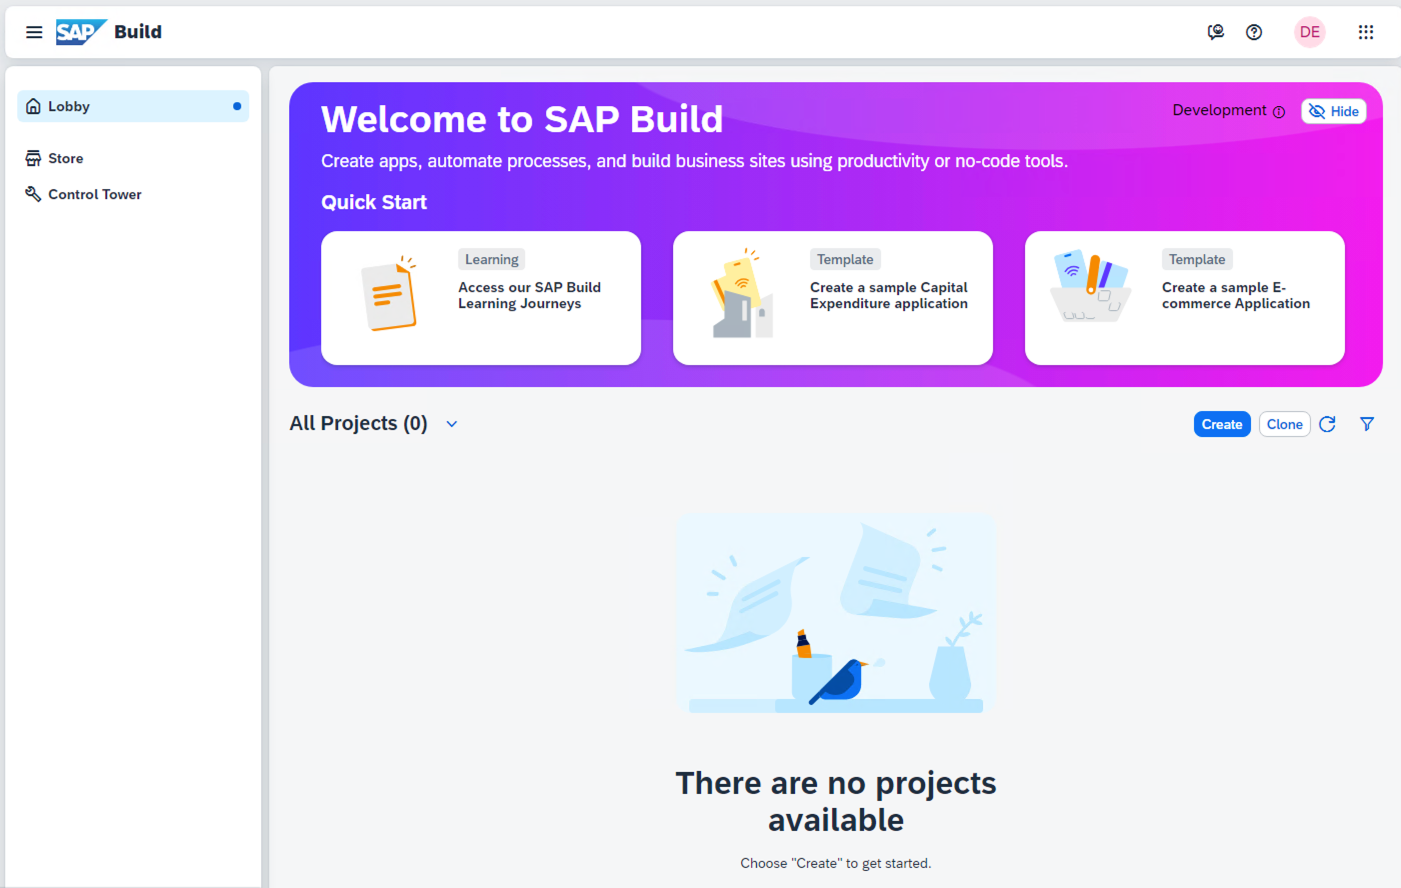 SAP Build
DE
Lobby
Store
Control Tower
Welcome to SAP Build
Development
Hide
Create apps, automate processes, and build business sites using productivity or no-code tools.
Quick Start
Learning
Access our SAP Build
Learning Journeys
Template
Create a sample Capital
Expenditure application
Template
Create a sample E-
commerce Application
All Projects (0)
Create
Clone
There are no projects
available
Choose "Create" to get started.